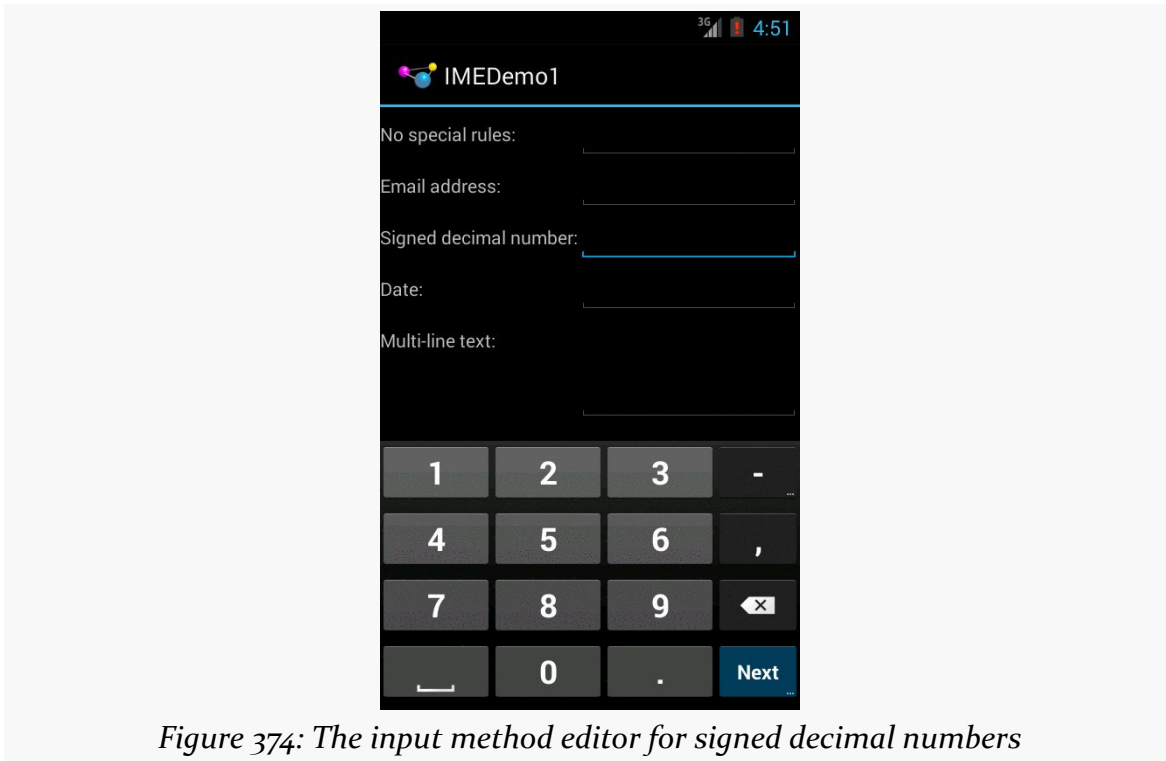 3G 4:51
IMEDemo1
No special rules:
Email address:
Signed decimal number:
Date:
Multi-line text:
1 2 3 -
4 5 6 ,
7 8 9
0 . Next
Figure 374: The input method editor for signed decimal numbers